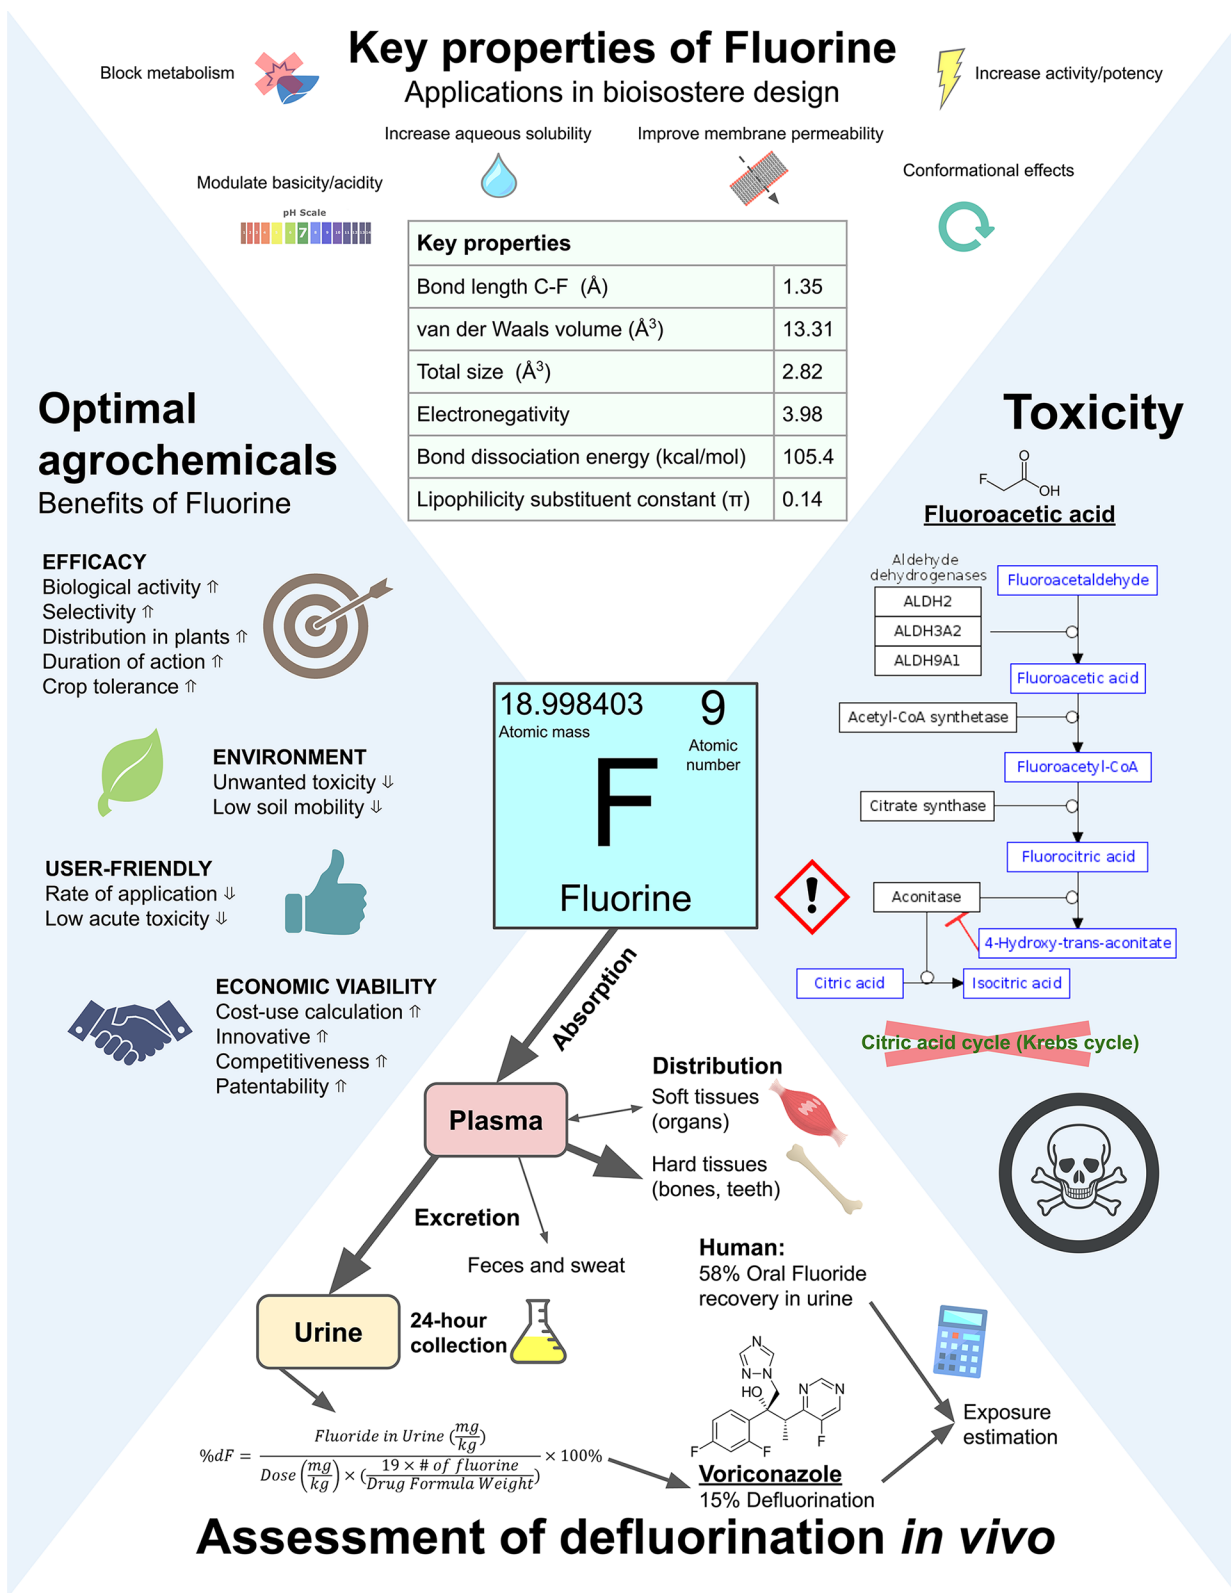 Key properties of Fluorine
Applications in bioisostere design
Block metabolism
Increase activity/potency
Increase aqueous solubility
Improve membrane permeability
Modulate basicity/acidity
Conformational effects
pH Scale
7
Key properties
Bond length C-F (Å) 1.35
van der Waals volume (Å³) 13.31
Total size (Å³) 2.82
Electronegativity 3.98
Bond dissociation energy (kcal/mol) 105.4
Lipophilicity substituent constant (π) 0.14
Optimal
agrochemicals
Benefits of Fluorine
EFFICACY
Biological activity ⇑
Selectivity ⇑
Distribution in plants ⇑
Duration of action ⇑
Crop tolerance ⇑
ENVIRONMENT
Unwanted toxicity ⇓
Low soil mobility ⇓
USER-FRIENDLY
Rate of application ⇓
Low acute toxicity ⇓
ECONOMIC VIABILITY
Cost-use calculation ⇑
Innovative ⇑
Competitiveness ⇑
Patentability ⇑
18.998403
Atomic mass
9
Atomic
number
F
Fluorine
Toxicity
O
F
OH
Fluoroacetic acid
Aldehyde
dehydrogenases
ALDH2
ALDH3A2
ALDH9A1
Fluoroacetaldehyde
Fluoroacetic acid
Acetyl-CoA synthetase
Fluoroacetyl-CoA
Citrate synthase
Fluorocitric acid
Aconitase
4-Hydroxy-trans-aconitate
Citric acid
Isocitric acid
!
Citric acid cycle (Krebs cycle)
Absorption
Plasma
Distribution
Soft tissues
(organs)
Hard tissues
(bones, teeth)
Excretion
Feces and sweat
Urine
24-hour
collection
Human:
58% Oral Fluoride
recovery in urine
%dF = Fluoride in Urine (mg/kg) / Dose (mg/kg) × (19 × # of fluorine / Drug Formula Weight) × 100%
N
N
N
HO
N
N
F
F
F
Voriconazole
15% Defluorination
Exposure
estimation
Assessment of defluorination in vivo